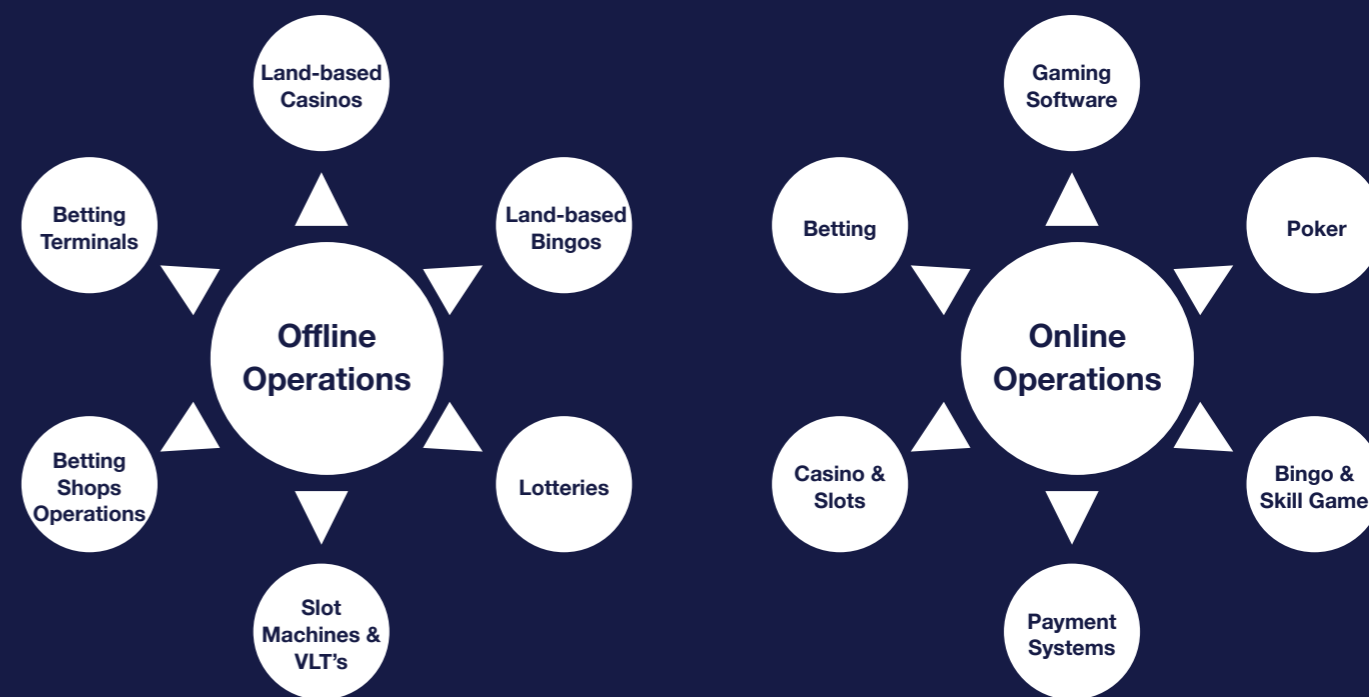 Land-based
Casinos
Betting
Terminals
Land-based
Bingos
Offline
Operations
Betting
Shops
Operations
Lotteries
Slot
Machines &
VLT's
Gaming
Software
Betting
Poker
Online
Operations
Casino &
Slots
Bingo &
Skill Game
Payment
Systems